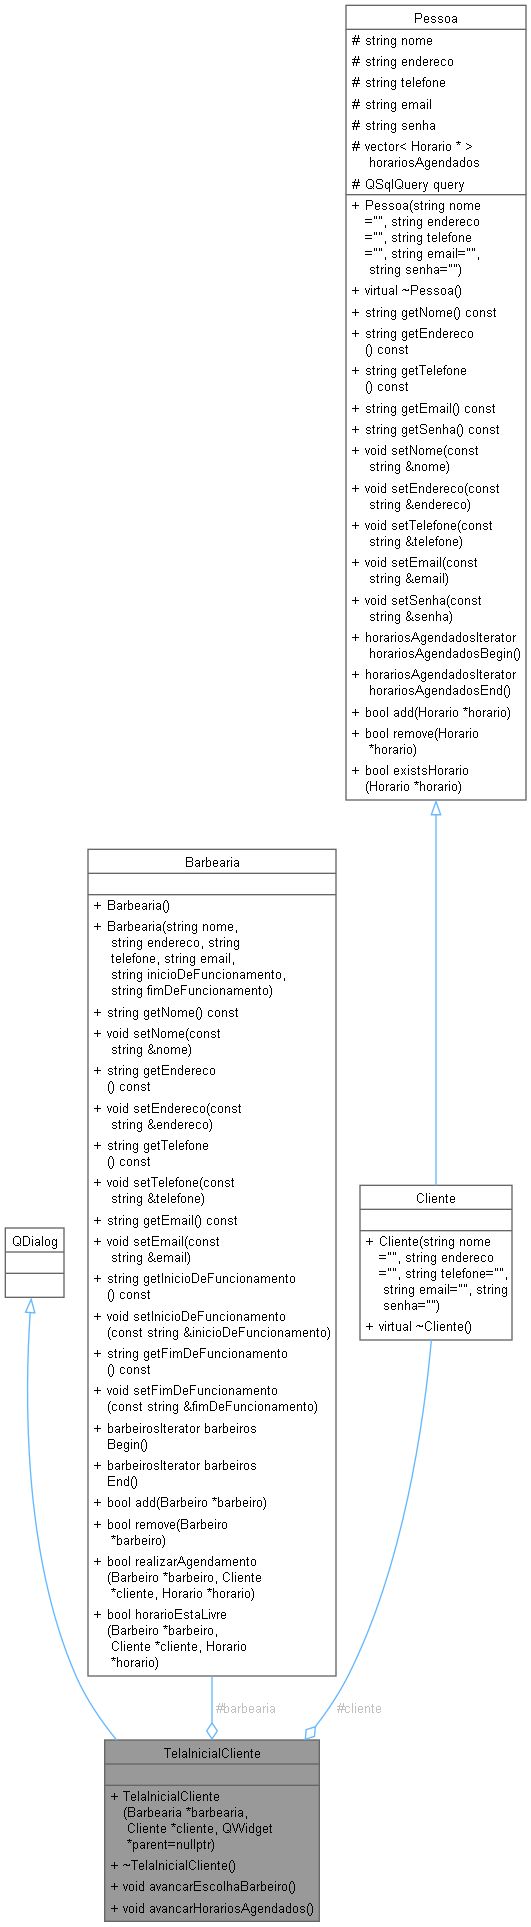 Pessoa
# string nome
# string endereco
# string telefone
# string email
# string senha
# vector< Horario * >
horariosAgendados
# QSqlQuery query
+ Pessoa(string nome
="", string endereco
="", string telefone
="", string email="",
string senha="")
+ virtual ~Pessoa()
+ string getNome() const
+ string getEndereco
() const
+ string getTelefone
() const
+ string getEmail() const
+ string getSenha() const
+ void setNome(const
string &nome)
+ void setEndereco(const
string &endereco)
+ void setTelefone(const
string &telefone)
+ void setEmail(const
string &email)
+ void setSenha(const
string &senha)
+ horariosAgendadosIterator
horariosAgendadosBegin()
+ horariosAgendadosIterator
horariosAgendadosEnd()
+ bool add(Horario *horario)
+ bool remove(Horario
*horario)
+ bool existsHorario
(Horario *horario)
Barbearia
+ Barbearia()
+ Barbearia(string nome,
string endereco, string
telefone, string email,
string inicioDeFuncionamento,
string fimDeFuncionamento)
+ string getNome() const
+ void setNome(const
string &nome)
+ string getEndereco
() const
+ void setEndereco(const
string &endereco)
+ string getTelefone
() const
+ void setTelefone(const
string &telefone)
+ string getEmail() const
+ void setEmail(const
string &email)
+ string getInicioDeFuncionamento
() const
+ void setInicioDeFuncionamento
(const string &inicioDeFuncionamento)
+ string getFimDeFuncionamento
() const
+ void setFimDeFuncionamento
(const string &fimDeFuncionamento)
+ barbeirosIterator barbeiros
Begin()
+ barbeirosIterator barbeiros
End()
+ bool add(Barbeiro *barbeiro)
+ bool remove(Barbeiro
*barbeiro)
+ bool realizarAgendamento
(Barbeiro *barbeiro, Cliente
*cliente, Horario *horario)
+ bool horarioEstaLivre
(Barbeiro *barbeiro,
Cliente *cliente, Horario
*horario)
Cliente
+ Cliente(string nome
="", string endereco
="", string telefone="",
string email="", string
senha="")
+ virtual ~Cliente()
QDialog
#barbearia
#cliente
TelaInicialCliente
+ TelaInicialCliente
(Barbearia *barbearia,
Cliente *cliente, QWidget
*parent=nullptr)
+ ~TelaInicialCliente()
+ void avancarEscolhaBarbeiro()
+ void avancarHorariosAgendados()